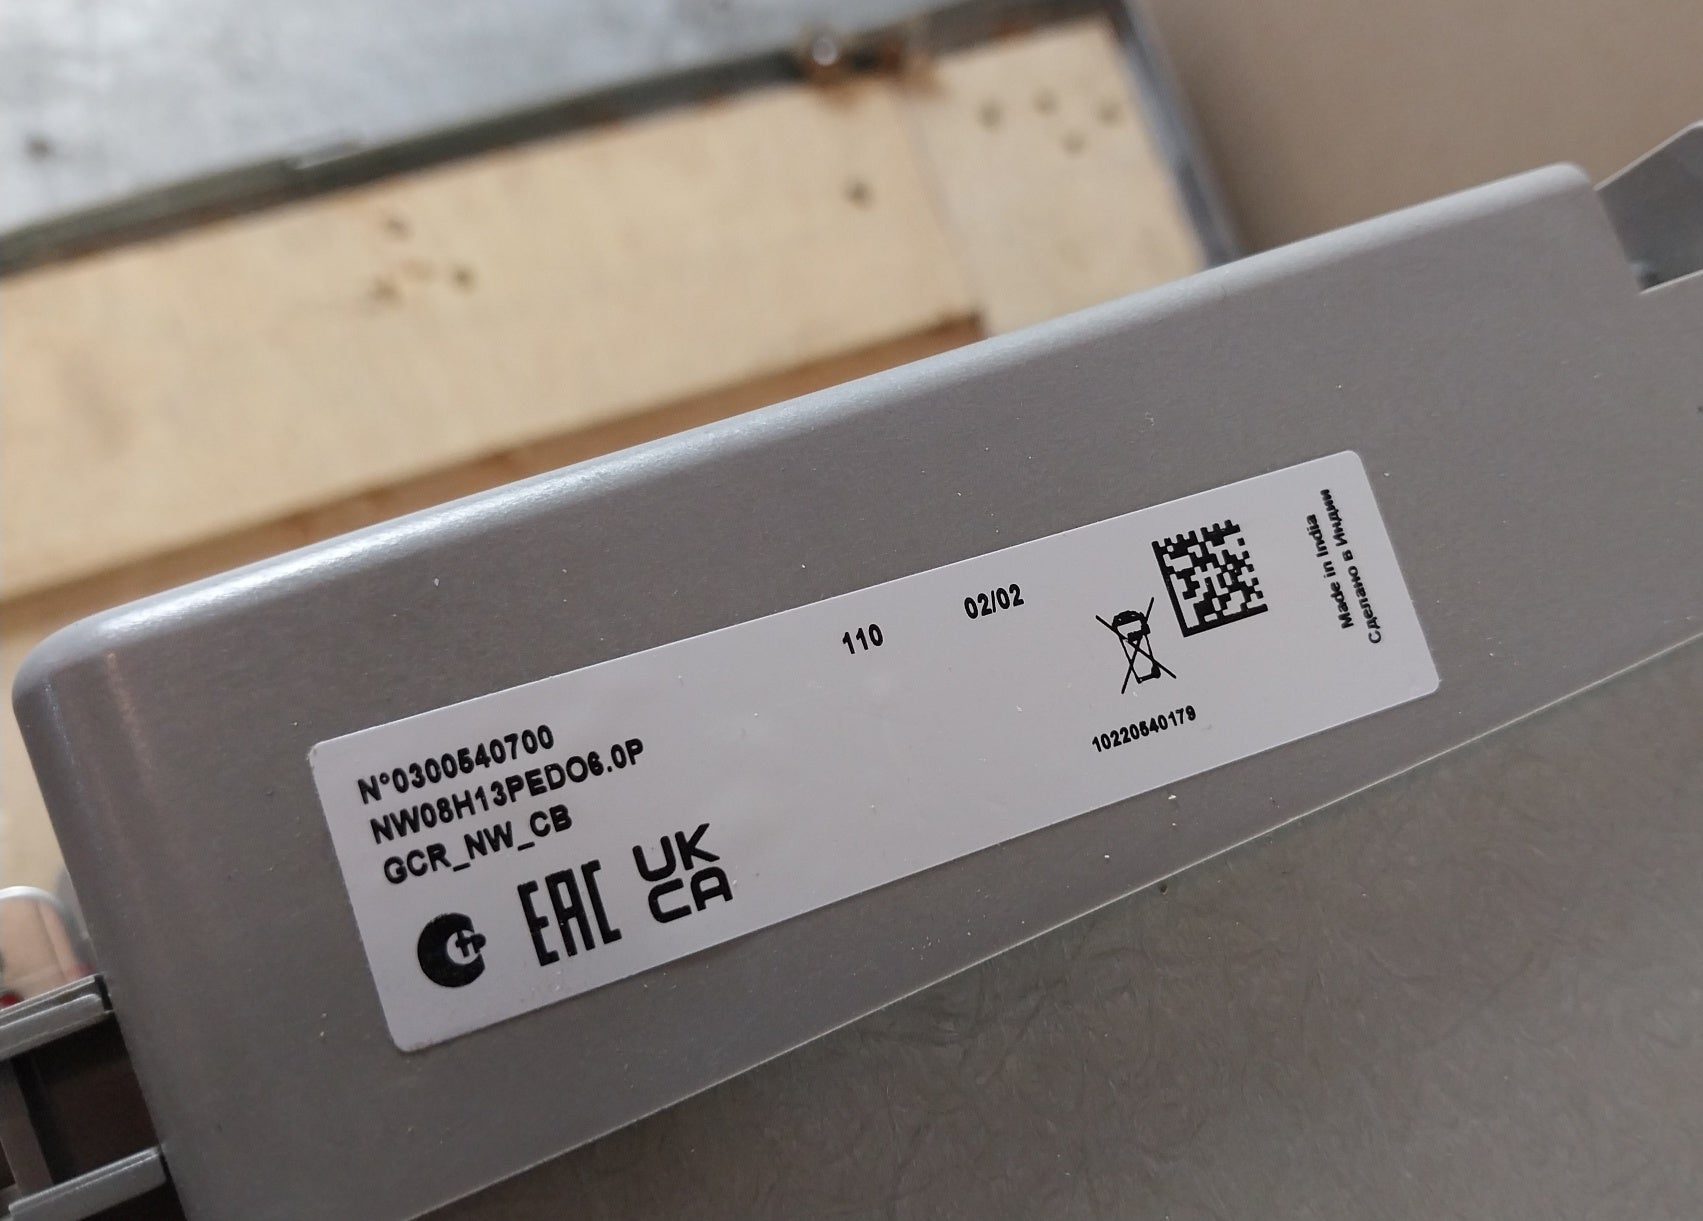 N°0300540700
NW08H13PEDO6.0P
GCR_NW_CB
110
02/02
10220540179
Made in India
Сделано в Индии
EAC
UK
CA